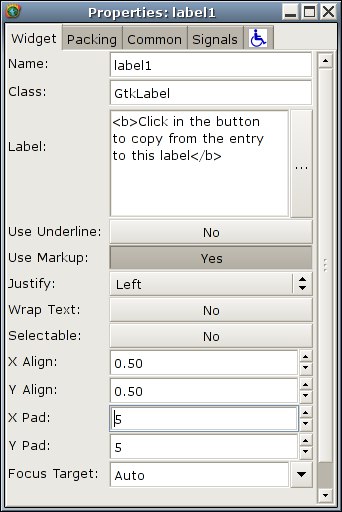 Properties: label1
Widget Packing Common Signals
Name: label1
Class: GtkLabel
Label: <b>Click in the button
to copy from the entry
to this label</b>
...
Use Underline: No
Use Markup: Yes
Justify: Left
Wrap Text: No
Selectable: No
X Align: 0.50
Y Align: 0.50
X Pad: 5
Y Pad: 5
Focus Target: Auto